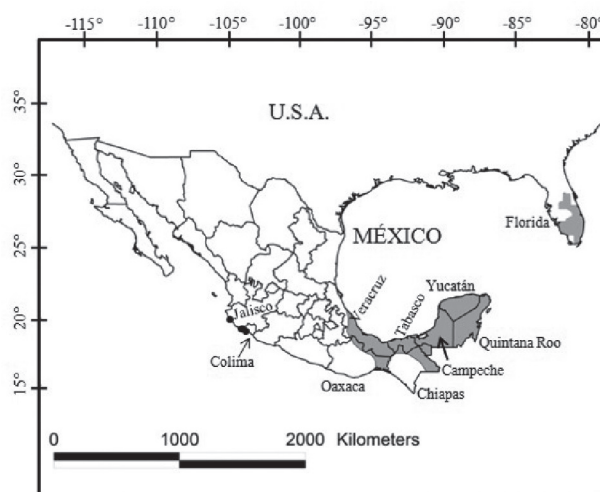 -115° -110° -105° -100° -95° -90° -85° -80°
35°
30°
25°
20°
15°
U.S.A.
Florida
MÉXICO
Veracruz
Tabasco
Yucatán
Jalisco
Quintana Roo
Colima
Campeche
Oaxaca
Chiapas
0 1000 2000 Kilometers